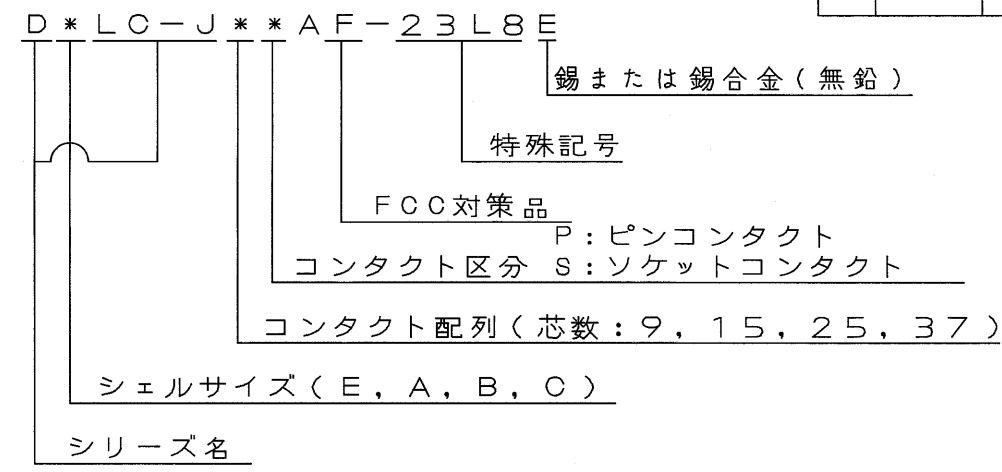 D*LC-J**AF-23L8E
錫または錫合金(無鉛)
特殊記号
FCC対策品
P:ピンコンタクト
コンタクト区分 S:ソケットコンタクト
コンタクト配列(芯数:9,15,25,37)
シェルサイズ(E,A,B,C)
シリーズ名